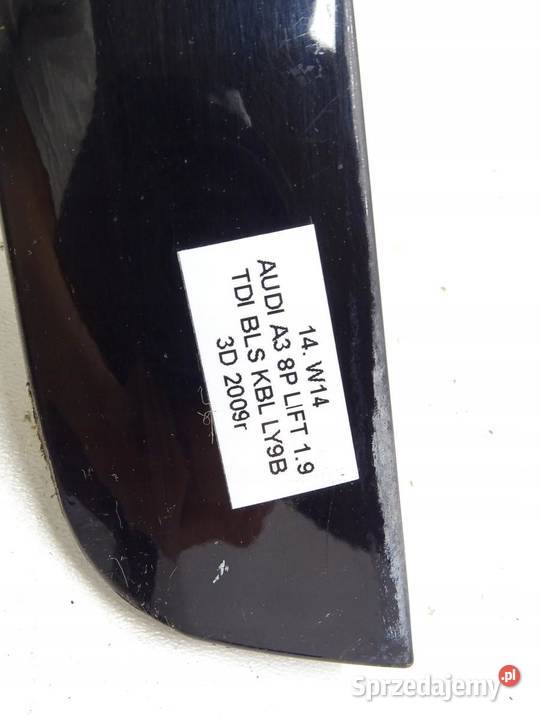 14. W14
AUDI A3 8P LIFT 1.9
TDI BLS KBL LY9B
3D 2009r
Sprzedajemy.pl